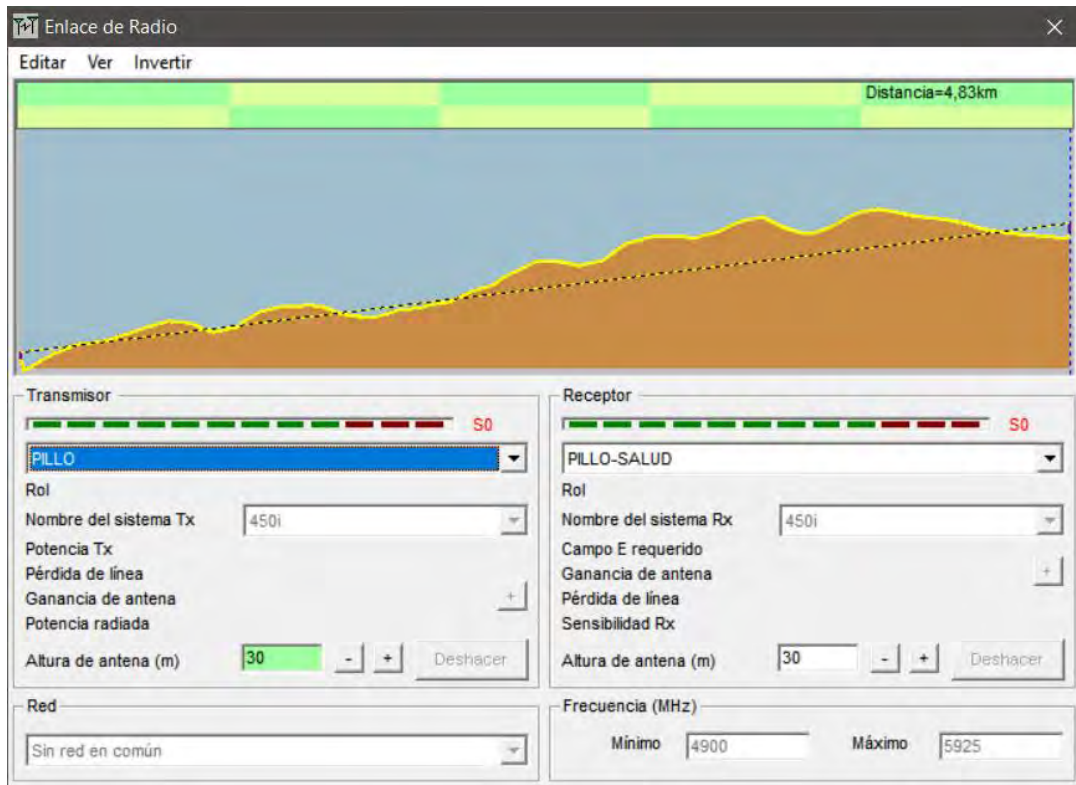 Enlace de Radio
Editar Ver Invertir
Distancia=4,83km
Transmisor
S0
PILLO
Rol
Nombre del sistema Tx 450i
Potencia Tx
Pérdida de línea
Ganancia de antena +
Potencia radiada
Altura de antena (m) 30 - + Deshacer
Receptor
S0
PILLO-SALUD
Rol
Nombre del sistema Rx 450i
Campo E requerido
Ganancia de antena +
Pérdida de línea
Sensibilidad Rx
Altura de antena (m) 30 - + Deshacer
Red
Sin red en común
Frecuencia (MHz)
Mínimo 4900 Máximo 5925